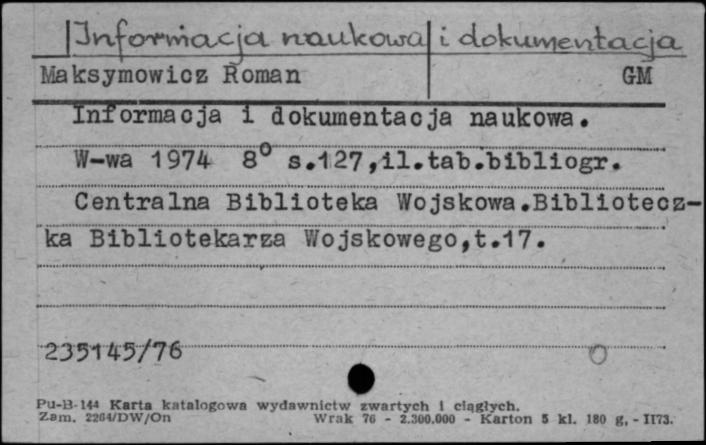 Informacja naukowa i dokumentacja
Maksymowicz Roman GM
Informacja i dokumentacja naukowa.
W-wa 1974 8° s.127,il.tab.bibliogr.
Centralna Biblioteka Wojskowa.Bibliotecz-
ka Bibliotekarza Wojskowego,t.17.
235145/76
Pu-B-144 Karta katalogowa wydawnictw zwartych i ciągłych.
Zam. 2264/DW/On Wrak 76 - 2.300.000 - Karton 5 kl. 180 g. - II73.